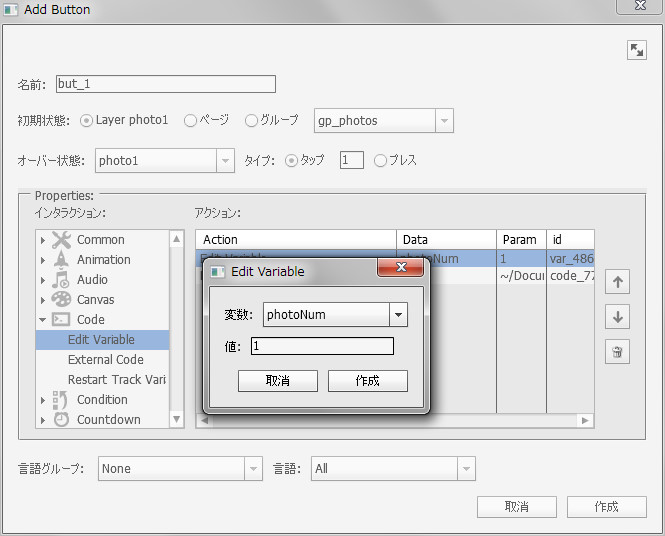 Add Button
名前: but_1
初期状態: Layer photo1 ページ グループ gp_photos
オーバー状態: photo1 タイプ: タップ 1 プレス
Properties:
インタラクション: アクション:
Common
Animation
Audio
Canvas
Code
Edit Variable
External Code
Restart Track Vari
Condition
Countdown
Action Data Param id
Edit Variable photoNum 1 var_486
~/Docum code_77
Edit Variable
変数: photoNum
値: 1
取消 作成
言語グループ: None 言語: All
取消 作成